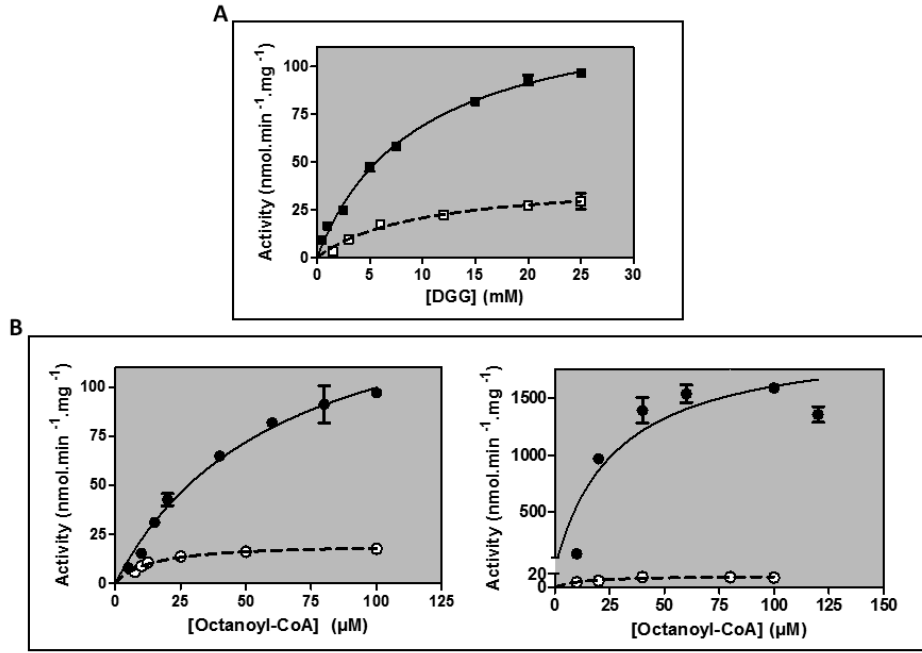 A
Activity (nmol.min -1.mg -1)
100
75
50
25
0
0 5 10 15 20 25 30
[DGG] (mM)
B
Activity (nmol.min -1.mg -1)
100
75
50
25
0
0 25 50 75 100 125
[Octanoyl-CoA] (µM)
Activity (nmol.min -1.mg -1)
1500
1000
500
20
0
0 25 50 75 100 125 150
[Octanoyl-CoA] (µM)